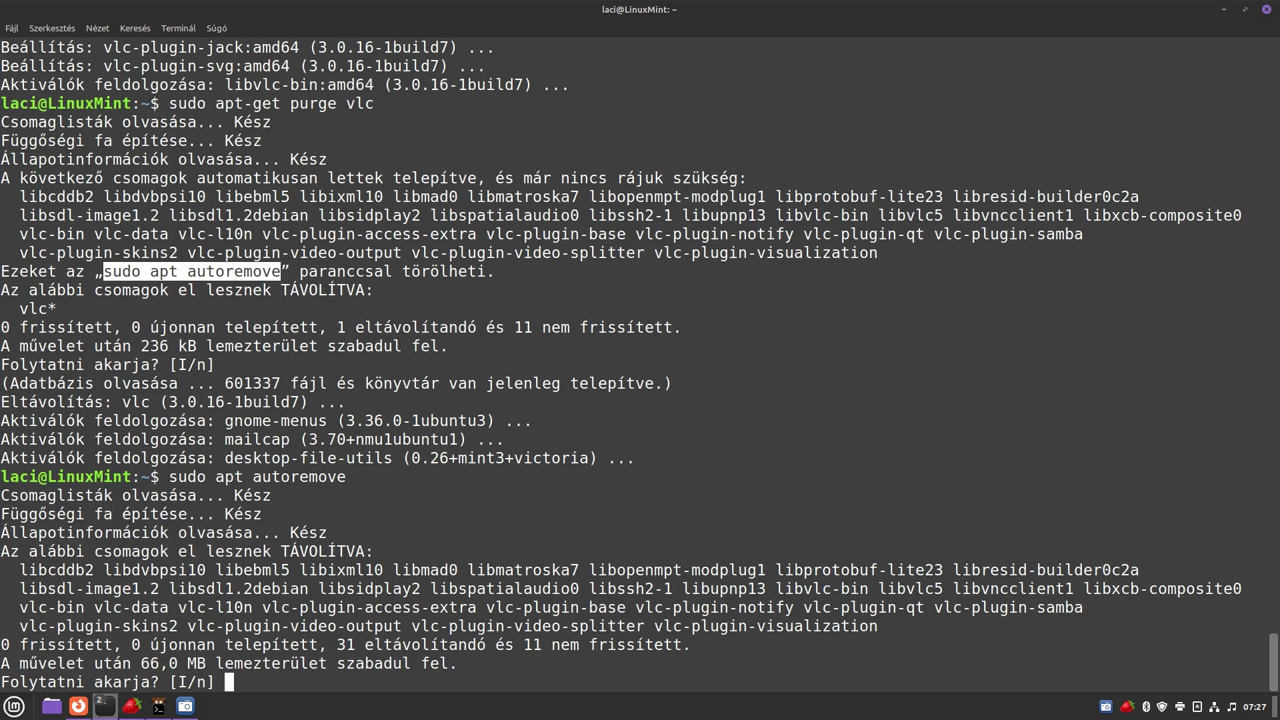 laci@LinuxMint: ~
Fájl Szerkesztés Nézet Keresés Terminál Súgó
Beállítás: vlc-plugin-jack:amd64 (3.0.16-1build7) ...
Beállítás: vlc-plugin-svg:amd64 (3.0.16-1build7) ...
Aktiválók feldolgozása: libvlc-bin:amd64 (3.0.16-1build7) ...
laci@LinuxMint:~$ sudo apt-get purge vlc
Csomaglisták olvasása... Kész
Függőségi fa építése... Kész
Állapotinformációk olvasása... Kész
A következő csomagok automatikusan lettek telepítve, és már nincs rájuk szükség:
libcddb2 libdvbpsi10 libebml5 libixml10 libmad0 libmatroska7 libopenmpt-modplug1 libprotobuf-lite23 libresid-builder0c2a
libsdl-image1.2 libsdl1.2debian libsidplay2 libspatialaudio0 libssh2-1 libupnp13 libvlc-bin libvlc5 libvncclient1 libxcb-composite0
vlc-bin vlc-data vlc-l10n vlc-plugin-access-extra vlc-plugin-base vlc-plugin-notify vlc-plugin-qt vlc-plugin-samba
vlc-plugin-skins2 vlc-plugin-video-output vlc-plugin-video-splitter vlc-plugin-visualization
Ezeket az „sudo apt autoremove” paranccsal törölheti.
Az alábbi csomagok el lesznek TÁVOLÍTVA:
vlc*
0 frissített, 0 újonnan telepített, 1 eltávolítandó és 11 nem frissített.
A művelet után 236 kB lemezterület szabadul fel.
Folytatni akarja? [I/n]
(Adatbázis olvasása ... 601337 fájl és könyvtár van jelenleg telepítve.)
Eltávolítás: vlc (3.0.16-1build7) ...
Aktiválók feldolgozása: gnome-menus (3.36.0-1ubuntu3) ...
Aktiválók feldolgozása: mailcap (3.70+nmu1ubuntu1) ...
Aktiválók feldolgozása: desktop-file-utils (0.26+mint3+victoria) ...
laci@LinuxMint:~$ sudo apt autoremove
Csomaglisták olvasása... Kész
Függőségi fa építése... Kész
Állapotinformációk olvasása... Kész
Az alábbi csomagok el lesznek TÁVOLÍTVA:
libcddb2 libdvbpsi10 libebml5 libixml10 libmad0 libmatroska7 libopenmpt-modplug1 libprotobuf-lite23 libresid-builder0c2a
libsdl-image1.2 libsdl1.2debian libsidplay2 libspatialaudio0 libssh2-1 libupnp13 libvlc-bin libvlc5 libvncclient1 libxcb-composite0
vlc-bin vlc-data vlc-l10n vlc-plugin-access-extra vlc-plugin-base vlc-plugin-notify vlc-plugin-qt vlc-plugin-samba
vlc-plugin-skins2 vlc-plugin-video-output vlc-plugin-video-splitter vlc-plugin-visualization
0 frissített, 0 újonnan telepített, 31 eltávolítandó és 11 nem frissített.
A művelet után 66,0 MB lemezterület szabadul fel.
Folytatni akarja? [I/n]
2
07:27